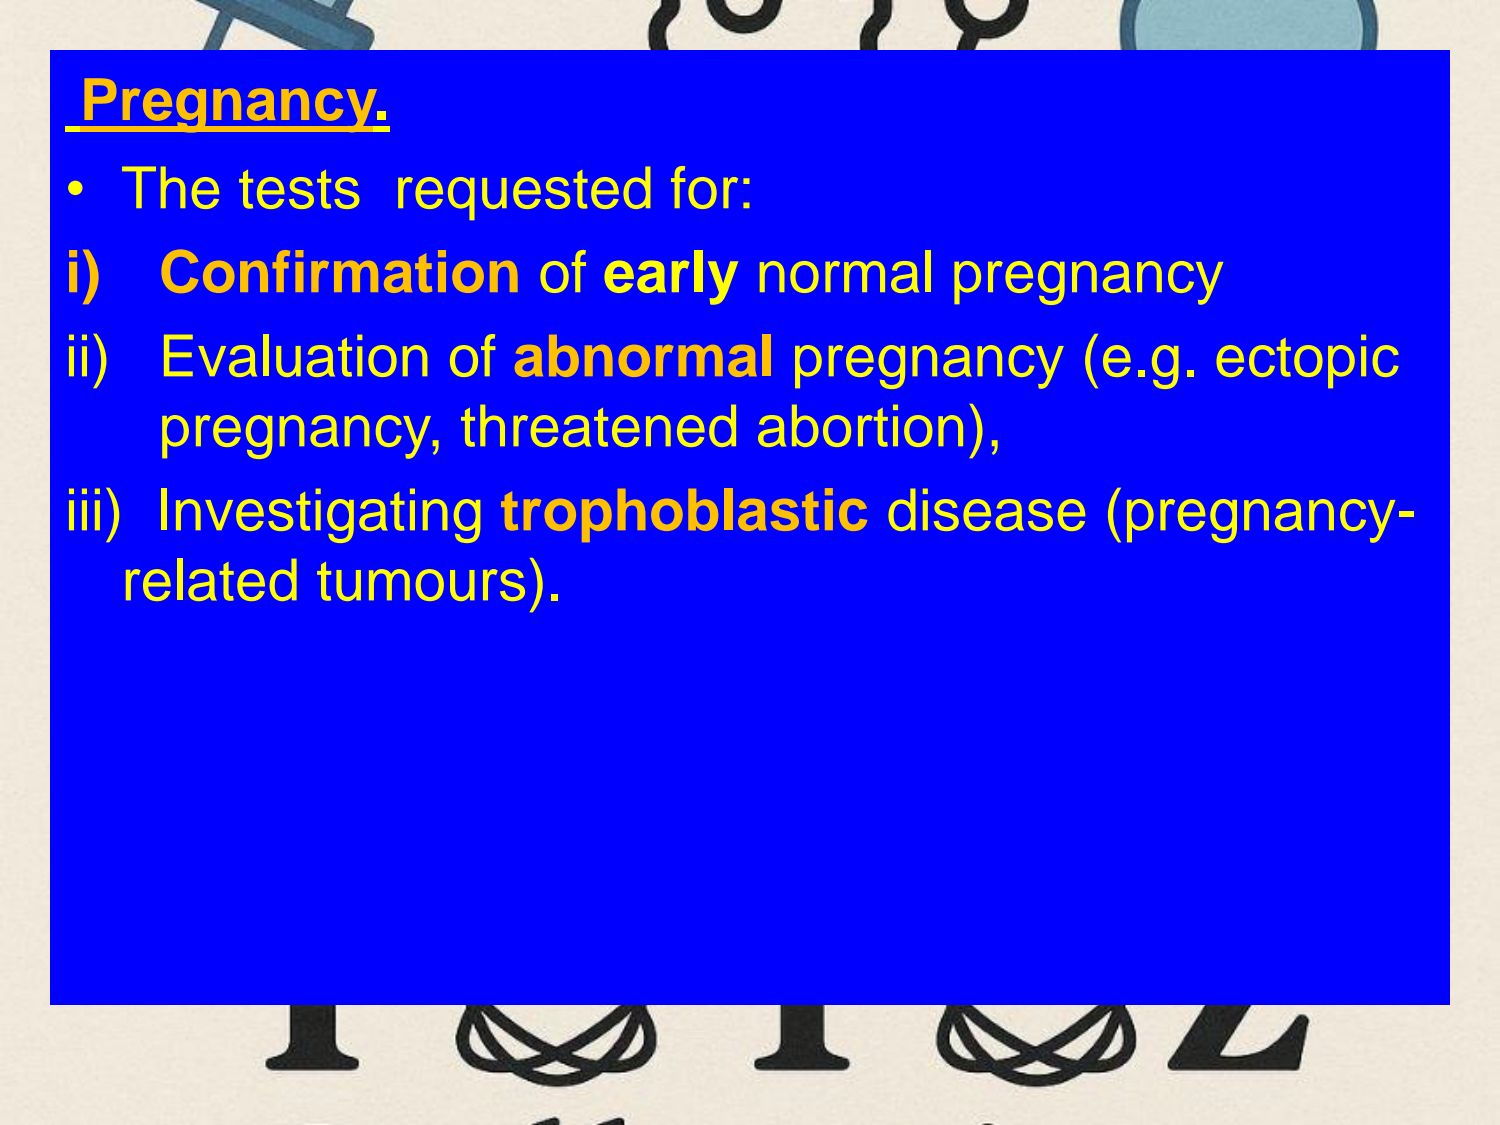 Pregnancy.
• The tests  requested for:
i) Confirmation of early normal pregnancy
ii) Evaluation of abnormal pregnancy (e.g. ectopic
pregnancy, threatened abortion),
iii) Investigating trophoblastic disease (pregnancy-
related tumours).